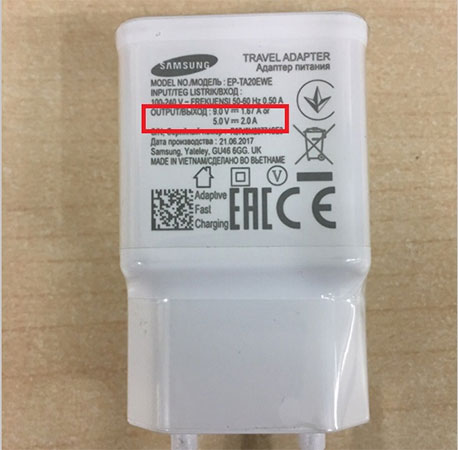 SAMSUNG
TRAVEL ADAPTER
Адаптер питания
MODEL NO./МОДЕЛЬ : EP-TA20EWE
INPUT/TEG LISTRIK/ВХОД :
100-240 V ~ FREKUENSI 50-60 Hz 0.50 A
OUTPUT/ВЫХОД : 9.0 V ⎓ 1.67 A or
5.0 V ⎓ 2.0 A
Дата производства : 21.06.2017
Samsung, Yateley, GU46 6GG. UK
MADE IN VIETNAM/СДЕЛАНО ВО ВЬЕТНАМЕ
Adaptive
Fast
Charging
V
EAC CE